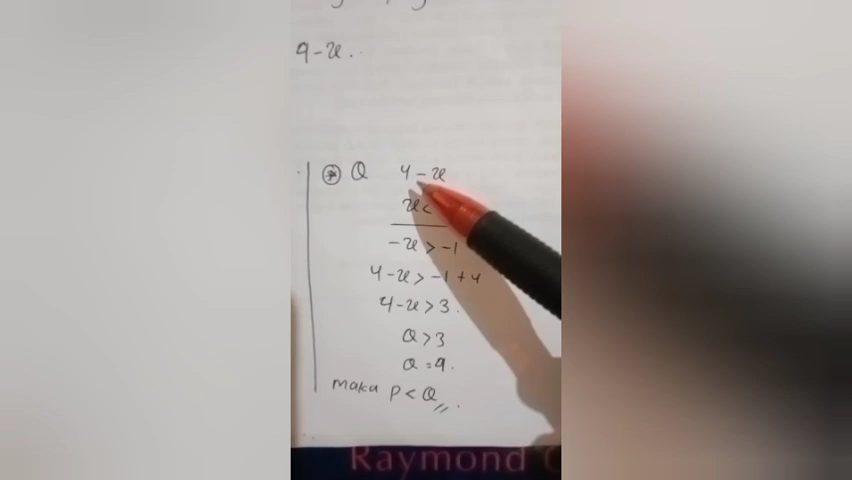 4-x.
* Q 4-x
x<
-x>-1
4-x>-1+4
4-x>3.
Q>3
Q=4.
maka P<Q//.
Raymond C